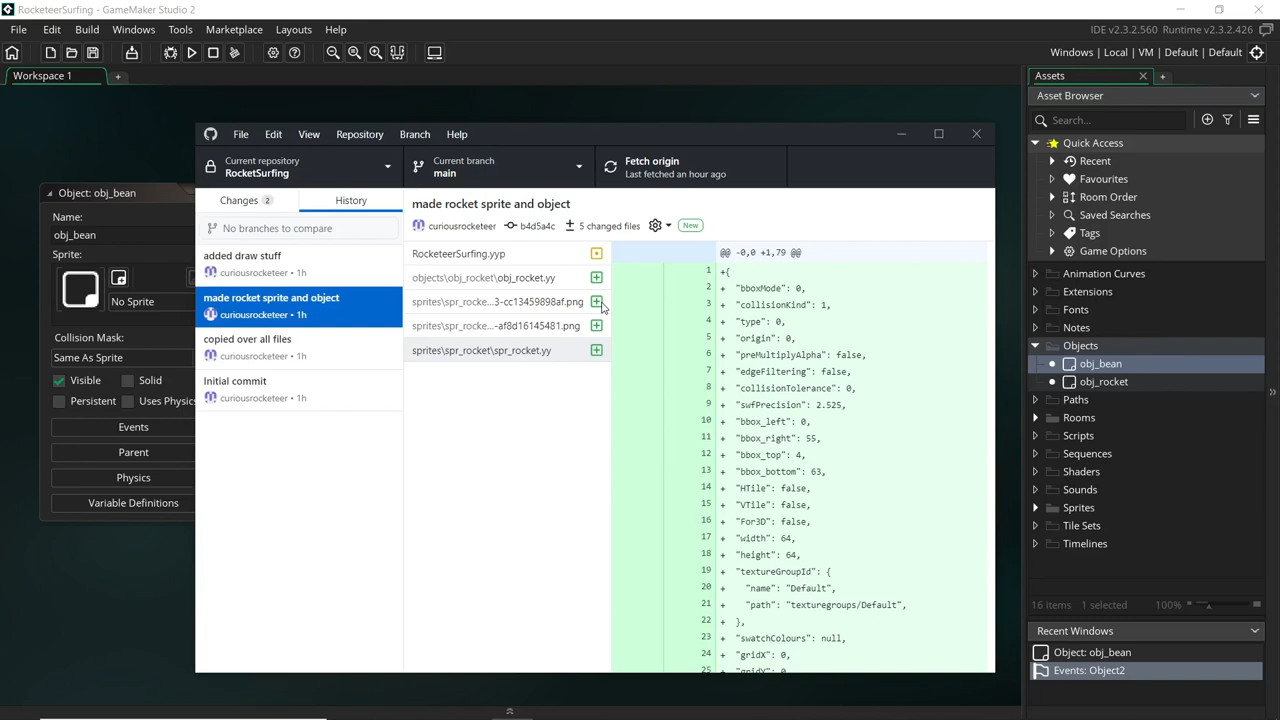 RocketeerSurfing - GameMaker Studio 2
File Edit Build Windows Tools Marketplace Layouts Help
IDE v2.3.2.560 Runtime v2.3.2.426
Windows | Local | VM | Default | Default
Workspace 1
Object: obj_bean
Name:
obj_bean
Sprite:
No Sprite
Collision Mask:
Same As Sprite
Visible Solid
Persistent Uses Physics
Events
Parent
Physics
Variable Definitions
File Edit View Repository Branch Help
Current repository
RocketSurfing
Current branch
main
Fetch origin
Last fetched an hour ago
Changes 2 History
No branches to compare
added draw stuff
curiousrocketeer • 1h
made rocket sprite and object
curiousrocketeer • 1h
copied over all files
curiousrocketeer • 1h
Initial commit
curiousrocketeer • 1h
made rocket sprite and object
curiousrocketeer b4d5a4c 5 changed files New
RocketeerSurfing.yyp
objects\obj_rocket\obj_rocket.yy
sprites\spr_rocke...3-cc13459898af.png
sprites\spr_rocke...-af8d16145481.png
sprites\spr_rocket\spr_rocket.yy
@@ -0,0 +1,79 @@
1 +{
2 + "bboxMode": 0,
3 + "collisionKind": 1,
4 + "type": 0,
5 + "origin": 0,
6 + "preMultiplyAlpha": false,
7 + "edgeFiltering": false,
8 + "collisionTolerance": 0,
9 + "swfPrecision": 2.525,
10 + "bbox_left": 0,
11 + "bbox_right": 55,
12 + "bbox_top": 4,
13 + "bbox_bottom": 63,
14 + "HTile": false,
15 + "VTile": false,
16 + "For3D": false,
17 + "width": 64,
18 + "height": 64,
19 + "textureGroupId": {
20 + "name": "Default",
21 + "path": "texturegroups/Default",
22 + },
23 + "swatchColours": null,
24 + "gridX": 0,
25 + "gridY": 0,
Assets
Asset Browser
Search...
Quick Access
Recent
Favourites
Room Order
Saved Searches
Tags
Game Options
Animation Curves
Extensions
Fonts
Notes
Objects
obj_bean
obj_rocket
Paths
Rooms
Scripts
Sequences
Shaders
Sounds
Sprites
Tile Sets
Timelines
16 items 1 selected 100%
Recent Windows
Object: obj_bean
Events: Object2